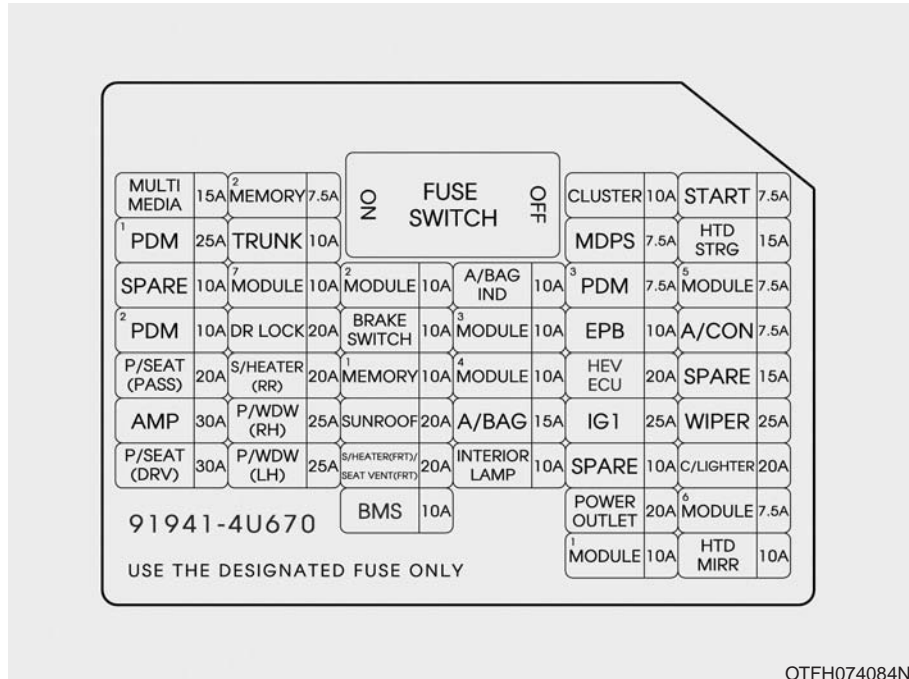 FUSE SWITCH ON OFF
MULTI MEDIA 15A 2 MEMORY 7.5A CLUSTER 10A START 7.5A
1 PDM 25A TRUNK 10A MDPS 7.5A HTD STRG 15A
SPARE 10A 7 MODULE 10A 2 MODULE 10A A/BAG IND 10A 3 PDM 7.5A 5 MODULE 7.5A
2 PDM 10A DR LOCK 20A BRAKE SWITCH 10A 3 MODULE 10A EPB 10A A/CON 7.5A
P/SEAT (PASS) 20A S/HEATER (RR) 20A 1 MEMORY 10A 4 MODULE 10A HEV ECU 20A SPARE 15A
AMP 30A P/WDW (RH) 25A SUNROOF 20A A/BAG 15A IG1 25A WIPER 25A
P/SEAT (DRV) 30A P/WDW (LH) 25A S/HEATER(FRT)/ SEAT VENT(FRT) 20A INTERIOR LAMP 10A SPARE 10A C/LIGHTER 20A
BMS 10A POWER OUTLET 20A 6 MODULE 7.5A
1 MODULE 10A HTD MIRR 10A
91941-4U670
USE THE DESIGNATED FUSE ONLY
OTFH074084N